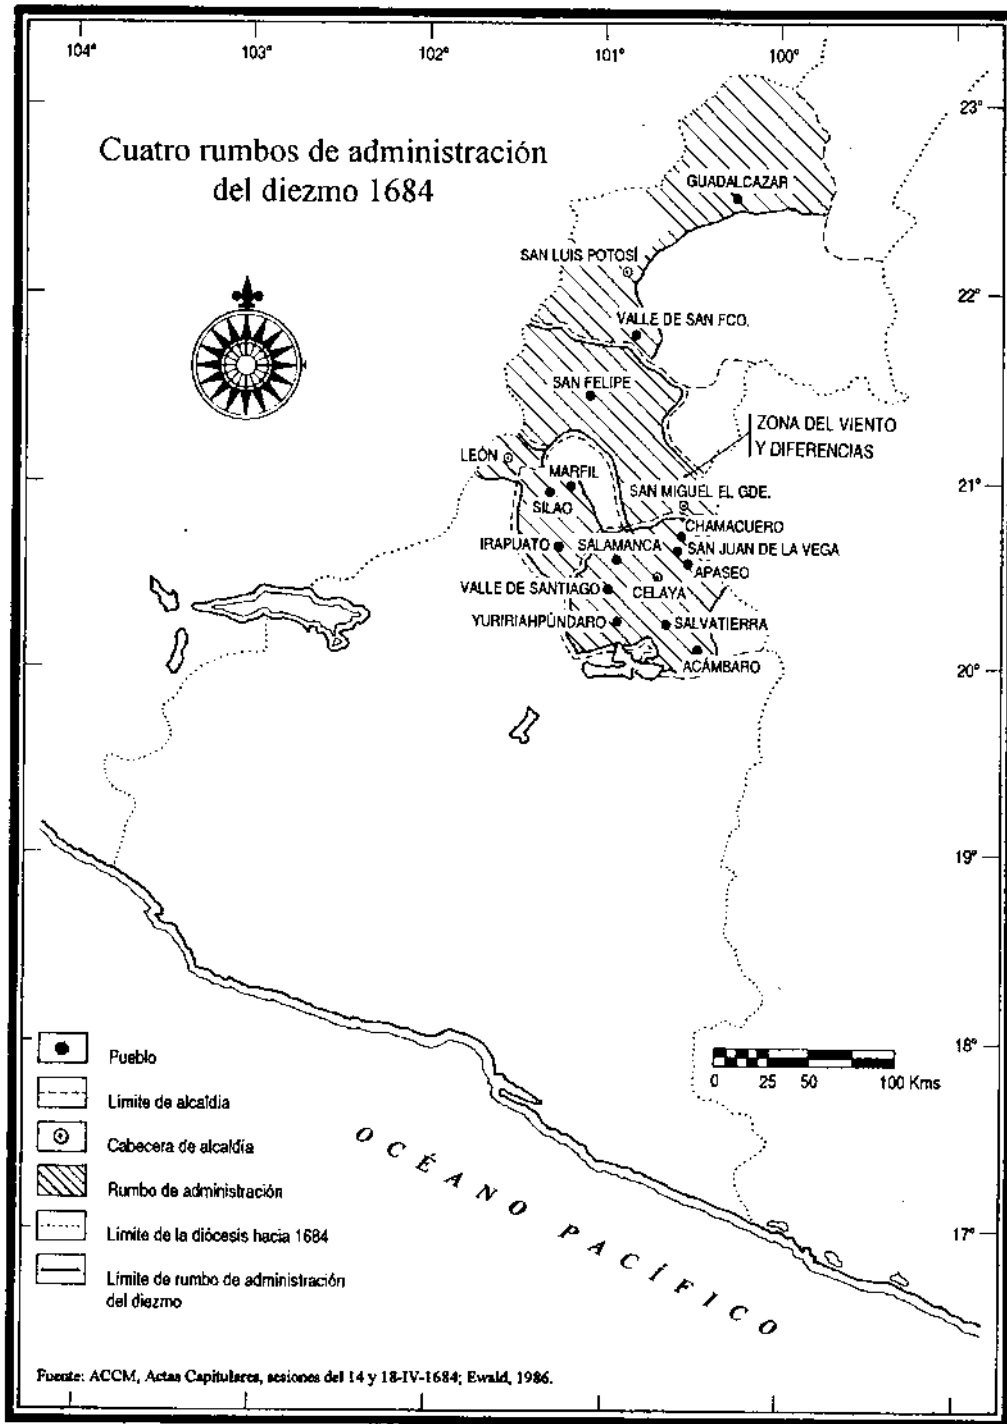 104° 103° 102° 101° 100°
23°
Cuatro rumbos de administración
del diezmo 1684
GUADALCAZAR
SAN LUIS POTOSÍ
22°
VALLE DE SAN FCO.
SAN FELIPE
ZONA DEL VIENTO
Y DIFERENCIAS
LEÓN
MARFIL
21°
SILAO
SAN MIGUEL EL GDE.
CHAMACUERO
IRAPUATO
SALAMANCA
SAN JUAN DE LA VEGA
APASEO
VALLE DE SANTIAGO
CELAYA
YURIRIAHPÚNDARO
SALVATIERRA
ACÁMBARO
20°
19°
18°
0 25 50 100 Kms
17°
Pueblo
Límite de alcaldía
Cabecera de alcaldía
Rumbo de administración
Límite de la diócesis hacia 1684
Límite de rumbo de administración
del diezmo
OCÉANO PACÍFICO
Fuente: ACCM, Actas Capitulares, sesiones del 14 y 18-IV-1684; Ewald, 1986.
104° 103° 102° 101° 100°